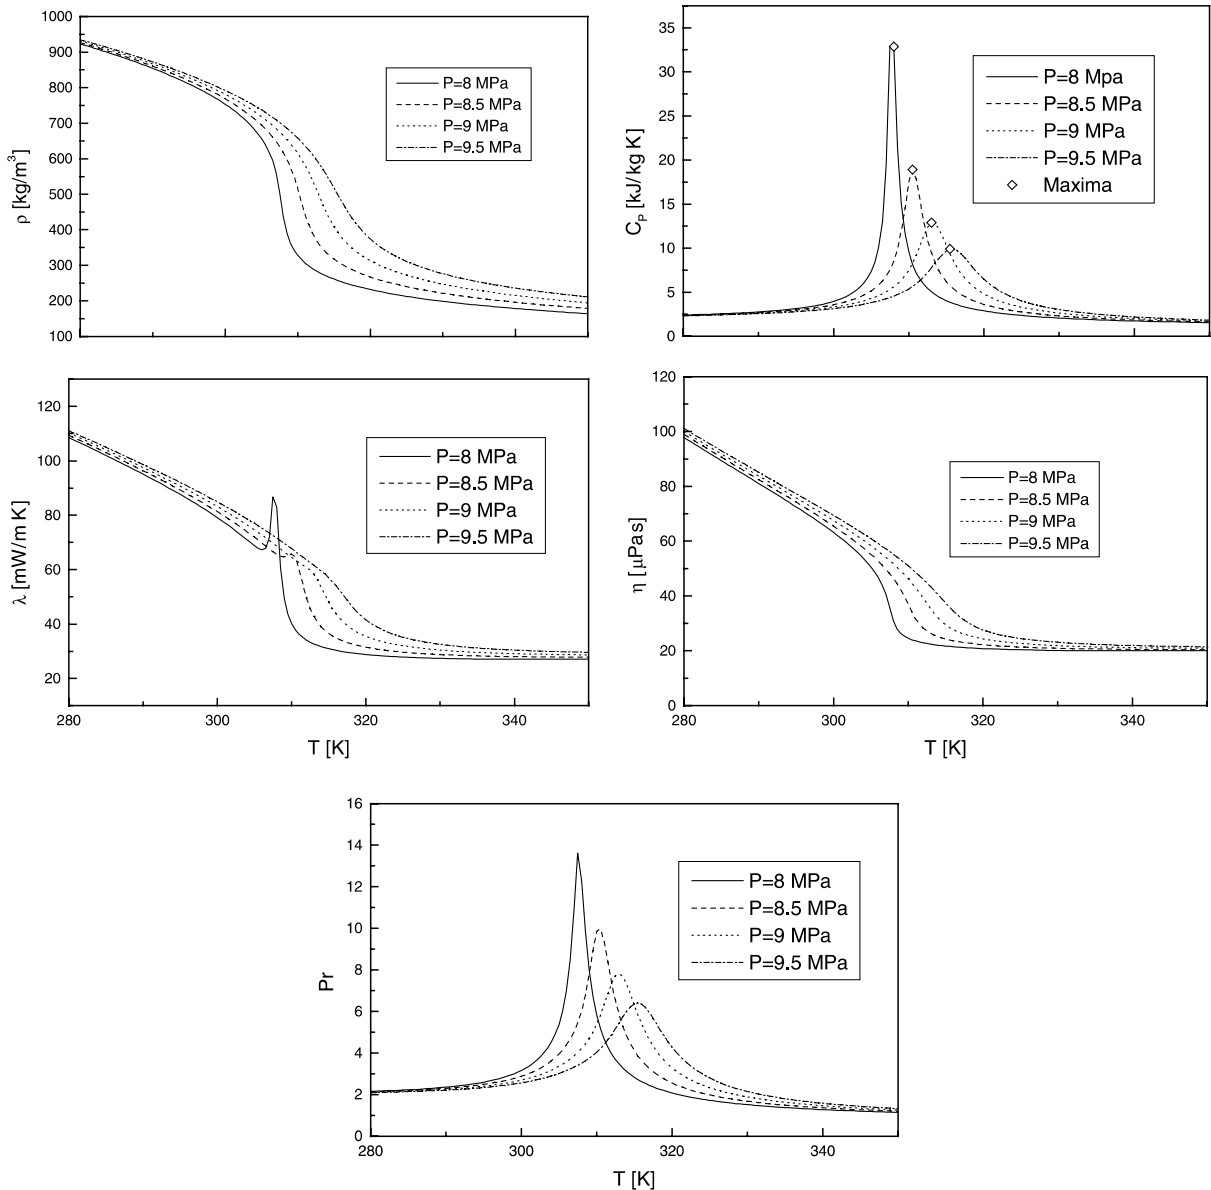 1000
900
800
700
600
500
400
300
200
100
ρ [kg/m³]
P=8 MPa
P=8.5 MPa
P=9 MPa
P=9.5 MPa
35
30
25
20
15
10
5
0
C_P [kJ/kg K]
P=8 Mpa
P=8.5 MPa
P=9 MPa
P=9.5 MPa
Maxima
120
100
80
60
40
20
λ [mW/m K]
P=8 MPa
P=8.5 MPa
P=9 MPa
P=9.5 MPa
280
300
320
340
T [K]
120
100
80
60
40
20
0
η [μPas]
P=8 MPa
P=8.5 MPa
P=9 MPa
P=9.5 MPa
280
300
320
340
T [K]
16
14
12
10
8
6
4
2
0
Pr
P=8 MPa
P=8.5 MPa
P=9 MPa
P=9.5 MPa
280
300
320
340
T [K]